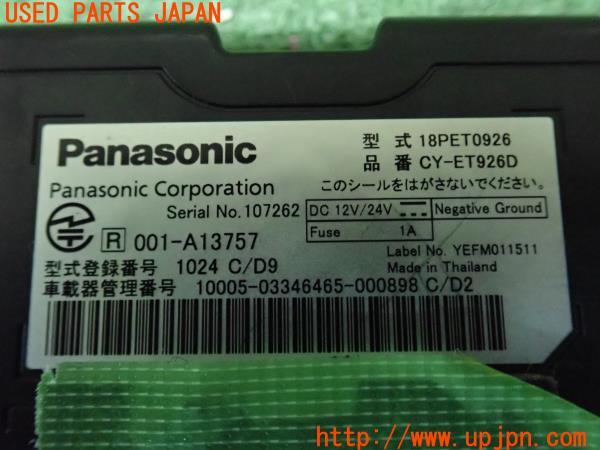 USED PARTS JAPAN
Panasonic
型 式 18PET0926
品 番 CY-ET926D
Panasonic Corporation
このシールをはがさないでください。
Serial No.107262
DC 12V/24V
Negative Ground
Fuse 1A
R 001-A13757
Label No. YEFM011511
Made in Thailand
型式登録番号 1024 C/D9
車載器管理番号 10005-03346465-000898 C/D2
http://www.upjpn.com